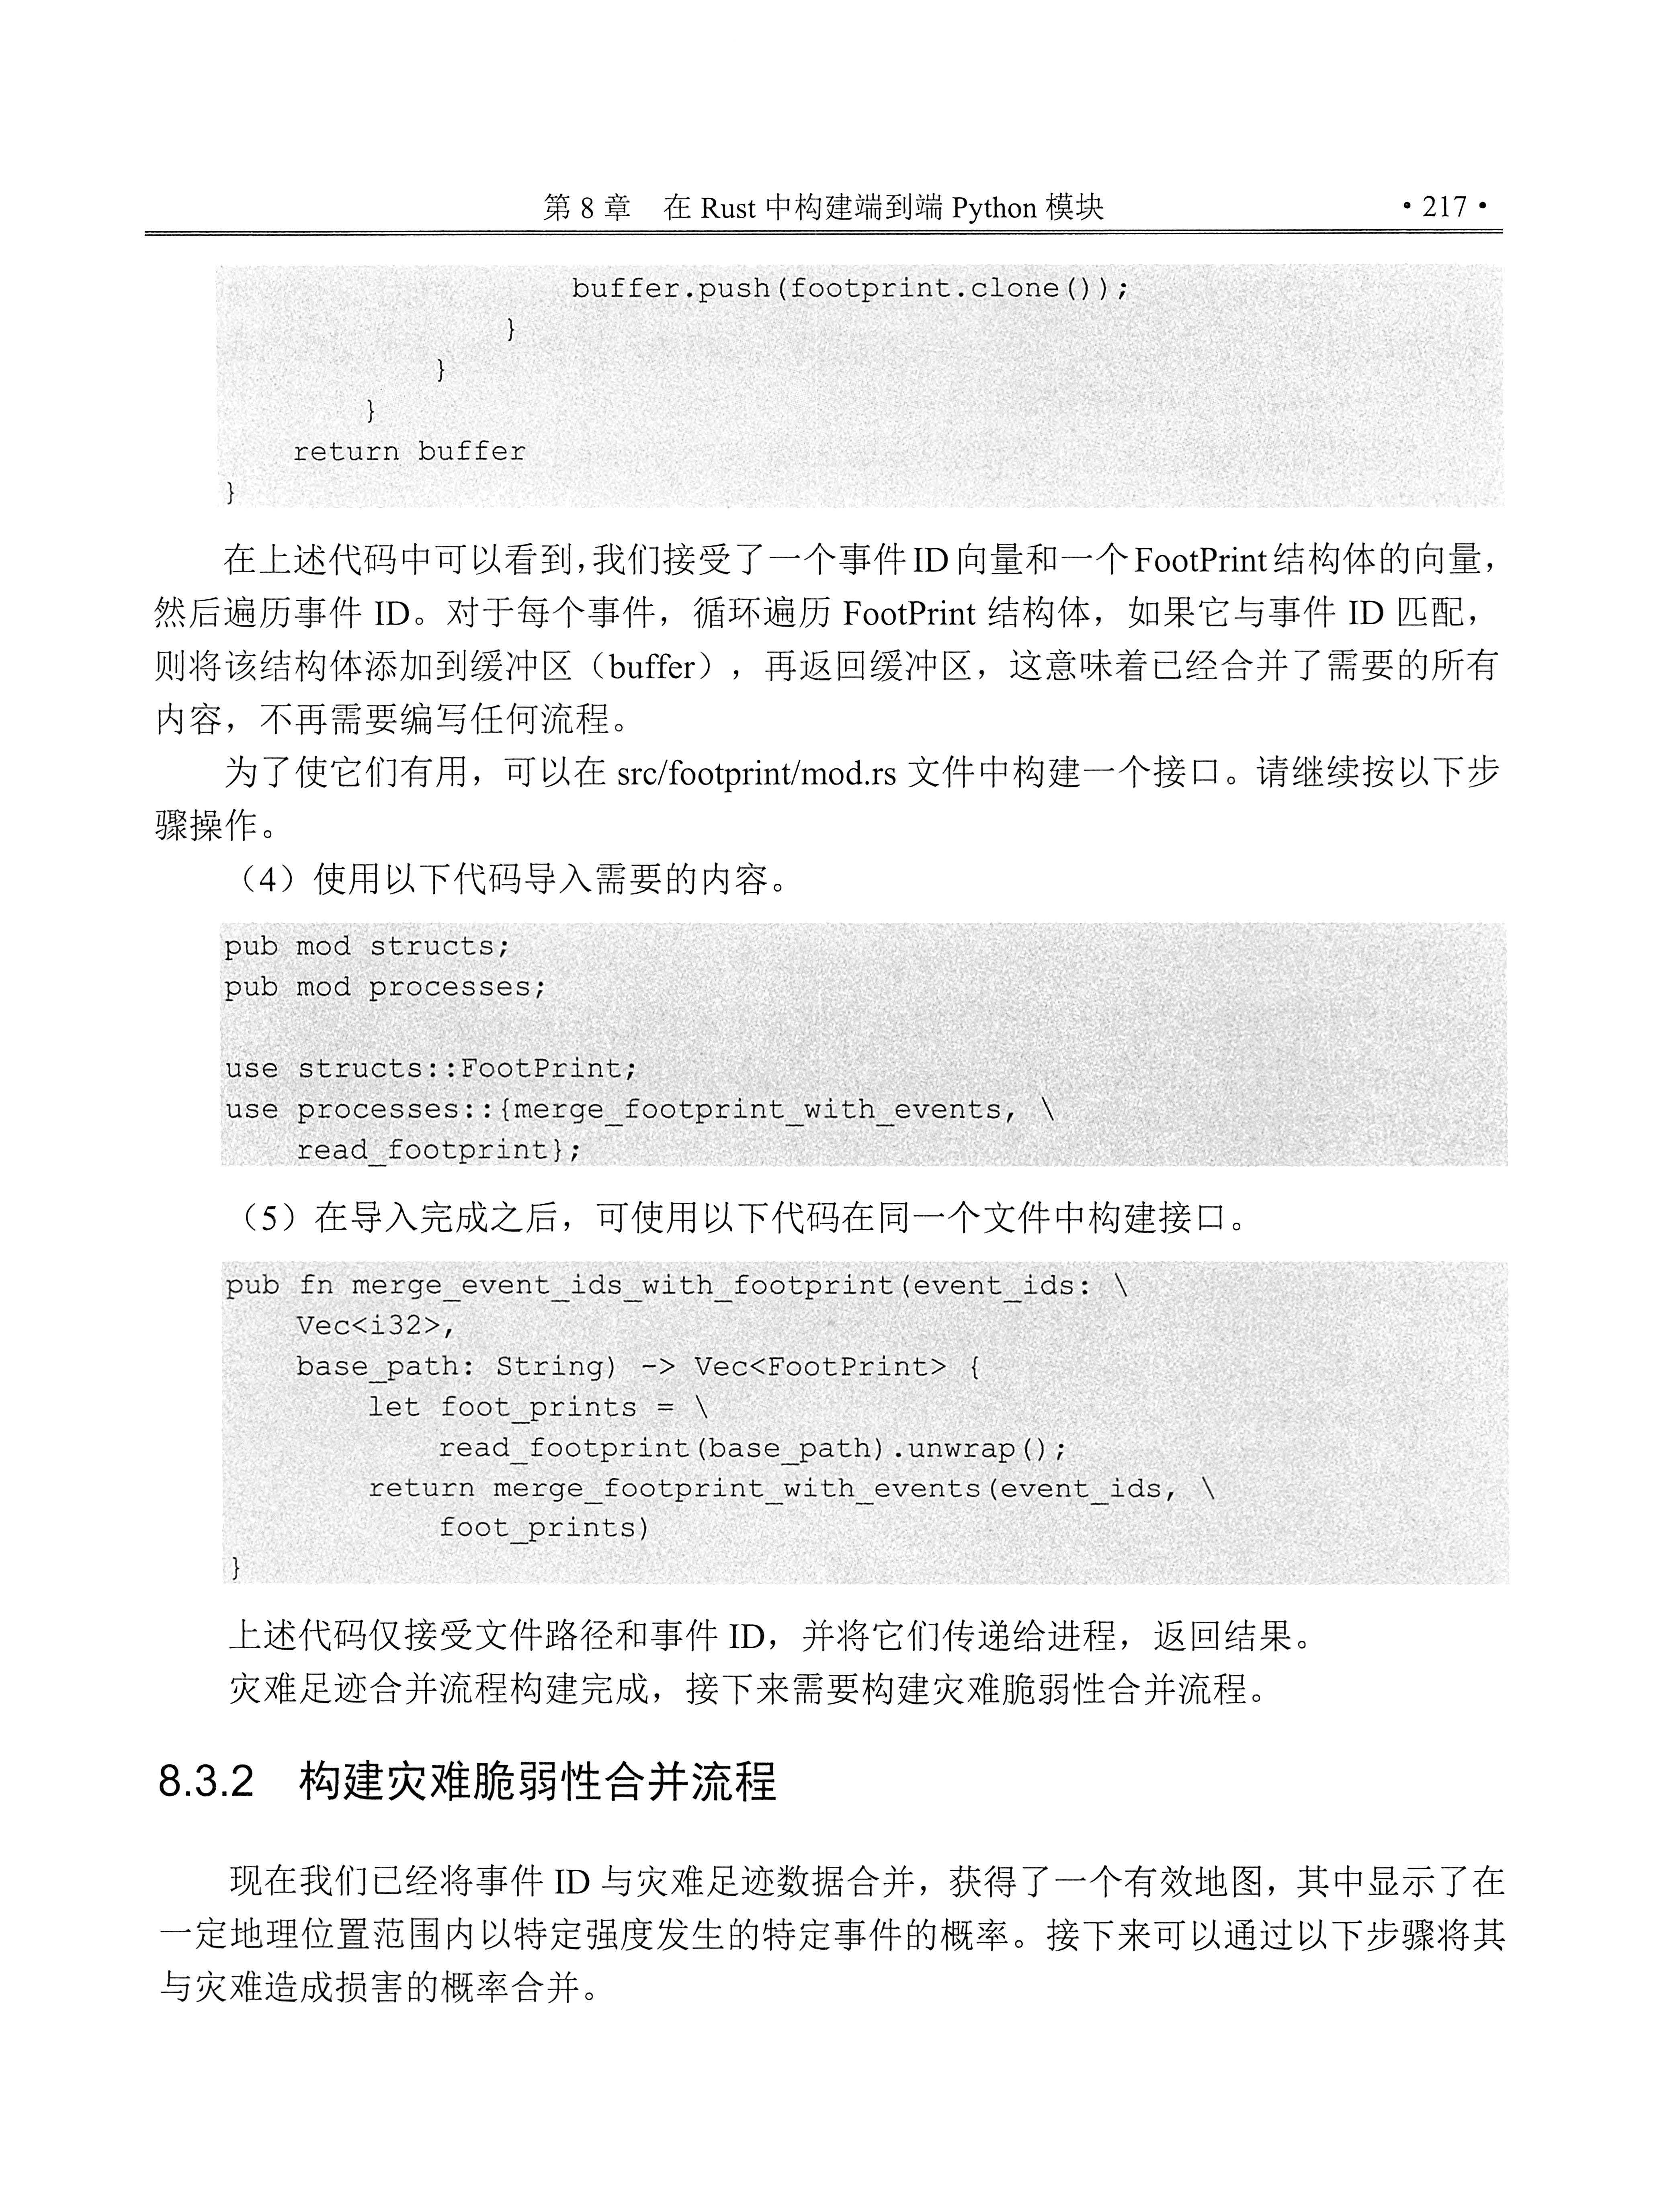 第 8 章　在 Rust 中构建端到端 Python 模块　　•217•
                    buffer.push(footprint.clone());
                }
            }
        }
    return buffer
}
在上述代码中可以看到，我们接受了一个事件 ID 向量和一个 FootPrint 结构体的向量，
然后遍历事件 ID。对于每个事件，循环遍历 FootPrint 结构体，如果它与事件 ID 匹配，
则将该结构体添加到缓冲区（buffer），再返回缓冲区，这意味着已经合并了需要的所有
内容，不再需要编写任何流程。
为了使它们有用，可以在 src/footprint/mod.rs 文件中构建一个接口。请继续按以下步
骤操作。
（4）使用以下代码导入需要的内容。
pub mod structs;
pub mod processes;

use structs::FootPrint;
use processes::{merge_footprint_with_events, \
    read_footprint};
（5）在导入完成之后，可使用以下代码在同一个文件中构建接口。
pub fn merge_event_ids_with_footprint(event_ids: \
    Vec<i32>,
    base_path: String) -> Vec<FootPrint> {
        let foot_prints = \
            read_footprint(base_path).unwrap();
        return merge_footprint_with_events(event_ids, \
            foot_prints)
}
上述代码仅接受文件路径和事件 ID，并将它们传递给进程，返回结果。
灾难足迹合并流程构建完成，接下来需要构建灾难脆弱性合并流程。
8.3.2　构建灾难脆弱性合并流程
现在我们已经将事件 ID 与灾难足迹数据合并，获得了一个有效地图，其中显示了在
一定地理位置范围内以特定强度发生的特定事件的概率。接下来可以通过以下步骤将其
与灾难造成损害的概率合并。